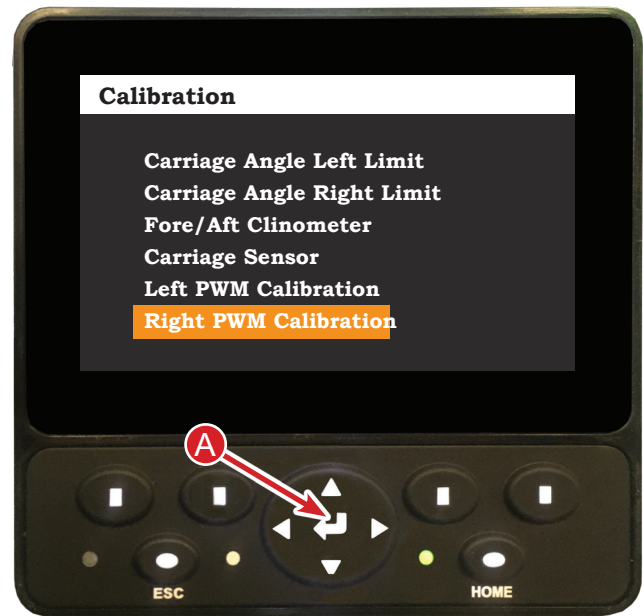 Calibration
Carriage Angle Left Limit
Carriage Angle Right Limit
Fore/Aft Clinometer
Carriage Sensor
Left PWM Calibration
Right PWM Calibration
A
ESC
HOME